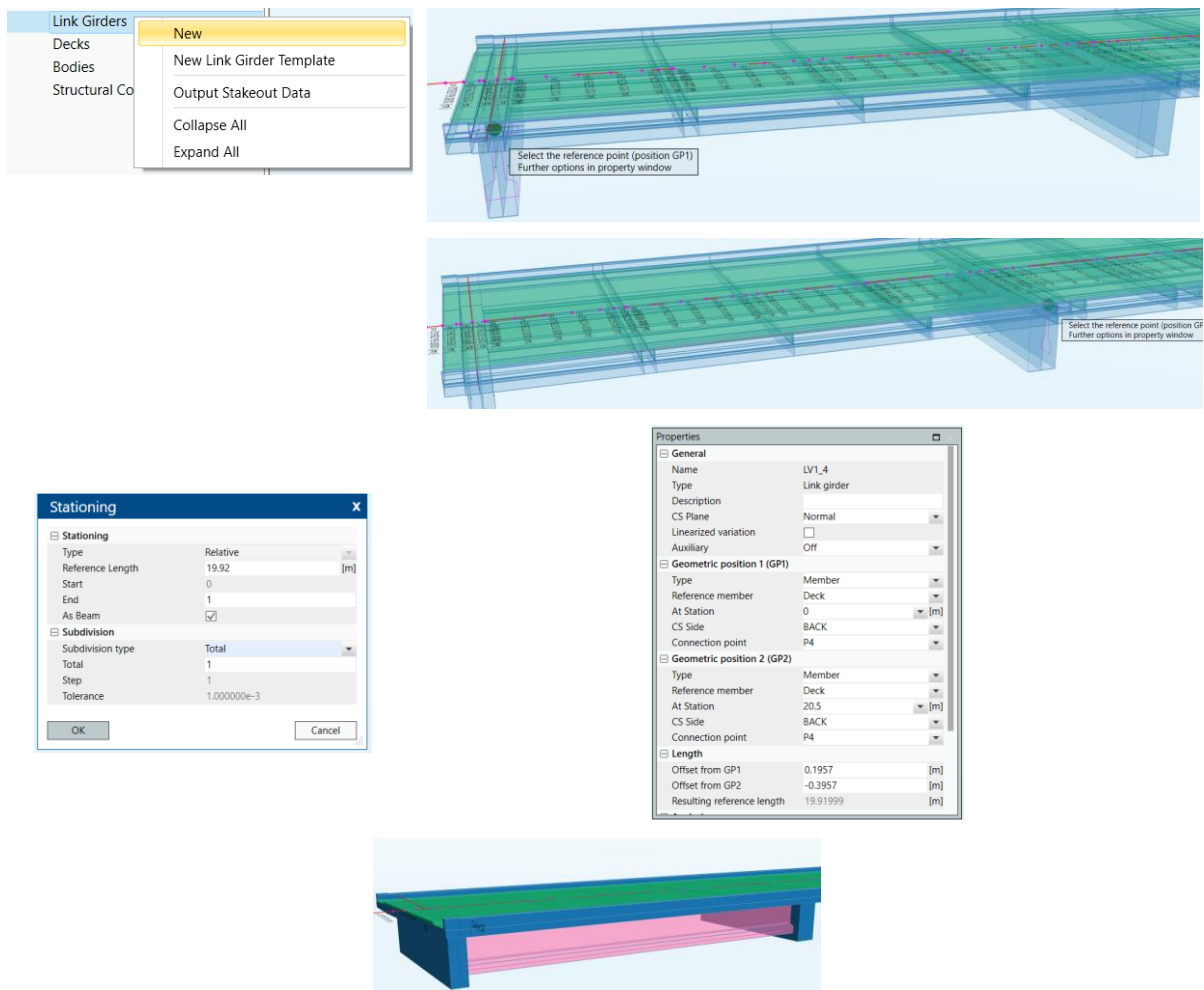 Link Girders
Decks
Bodies
Structural Co
New
New Link Girder Template
Output Stakeout Data
Collapse All
Expand All
Select the reference point (position GP1)
Further options in property window
Select the reference point (position GP
Further options in property window
Stationing x
Stationing
Type Relative
Reference Length 19.92 [m]
Start 0
End 1
As Beam
Subdivision
Subdivision type Total
Total 1
Step 1
Tolerance 1.000000e-3
OK Cancel
Properties
General
Name LV1_4
Type Link girder
Description
CS Plane Normal
Linearized variation
Auxiliary Off
Geometric position 1 (GP1)
Type Member
Reference member Deck
At Station 0 [m]
CS Side BACK
Connection point P4
Geometric position 2 (GP2)
Type Member
Reference member Deck
At Station 20.5 [m]
CS Side BACK
Connection point P4
Length
Offset from GP1 0.1957 [m]
Offset from GP2 -0.3957 [m]
Resulting reference length 19.91999 [m]